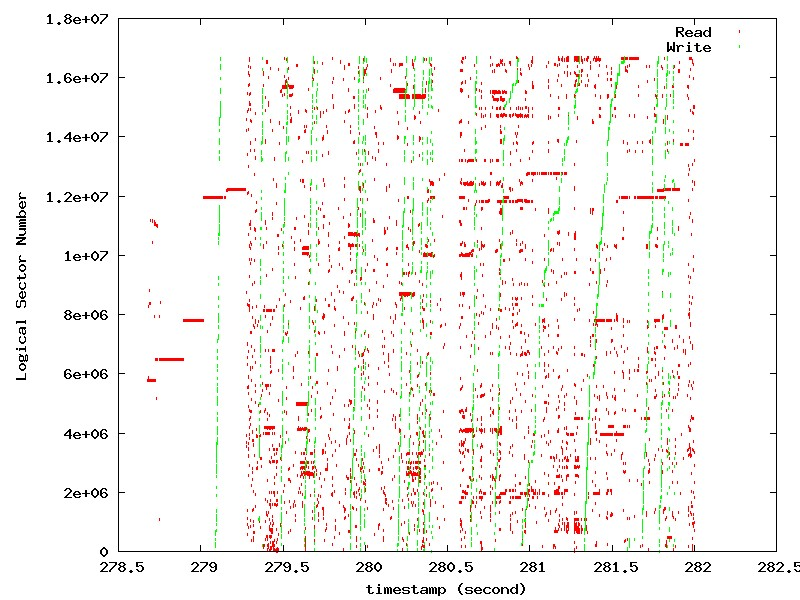 1.8e+07
Read
Write
1.6e+07
1.4e+07
1.2e+07
1e+07
8e+06
6e+06
4e+06
2e+06
0
Logical Sector Number
278.5 279 279.5 280 280.5 281 281.5 282 282.5
timestamp (second)